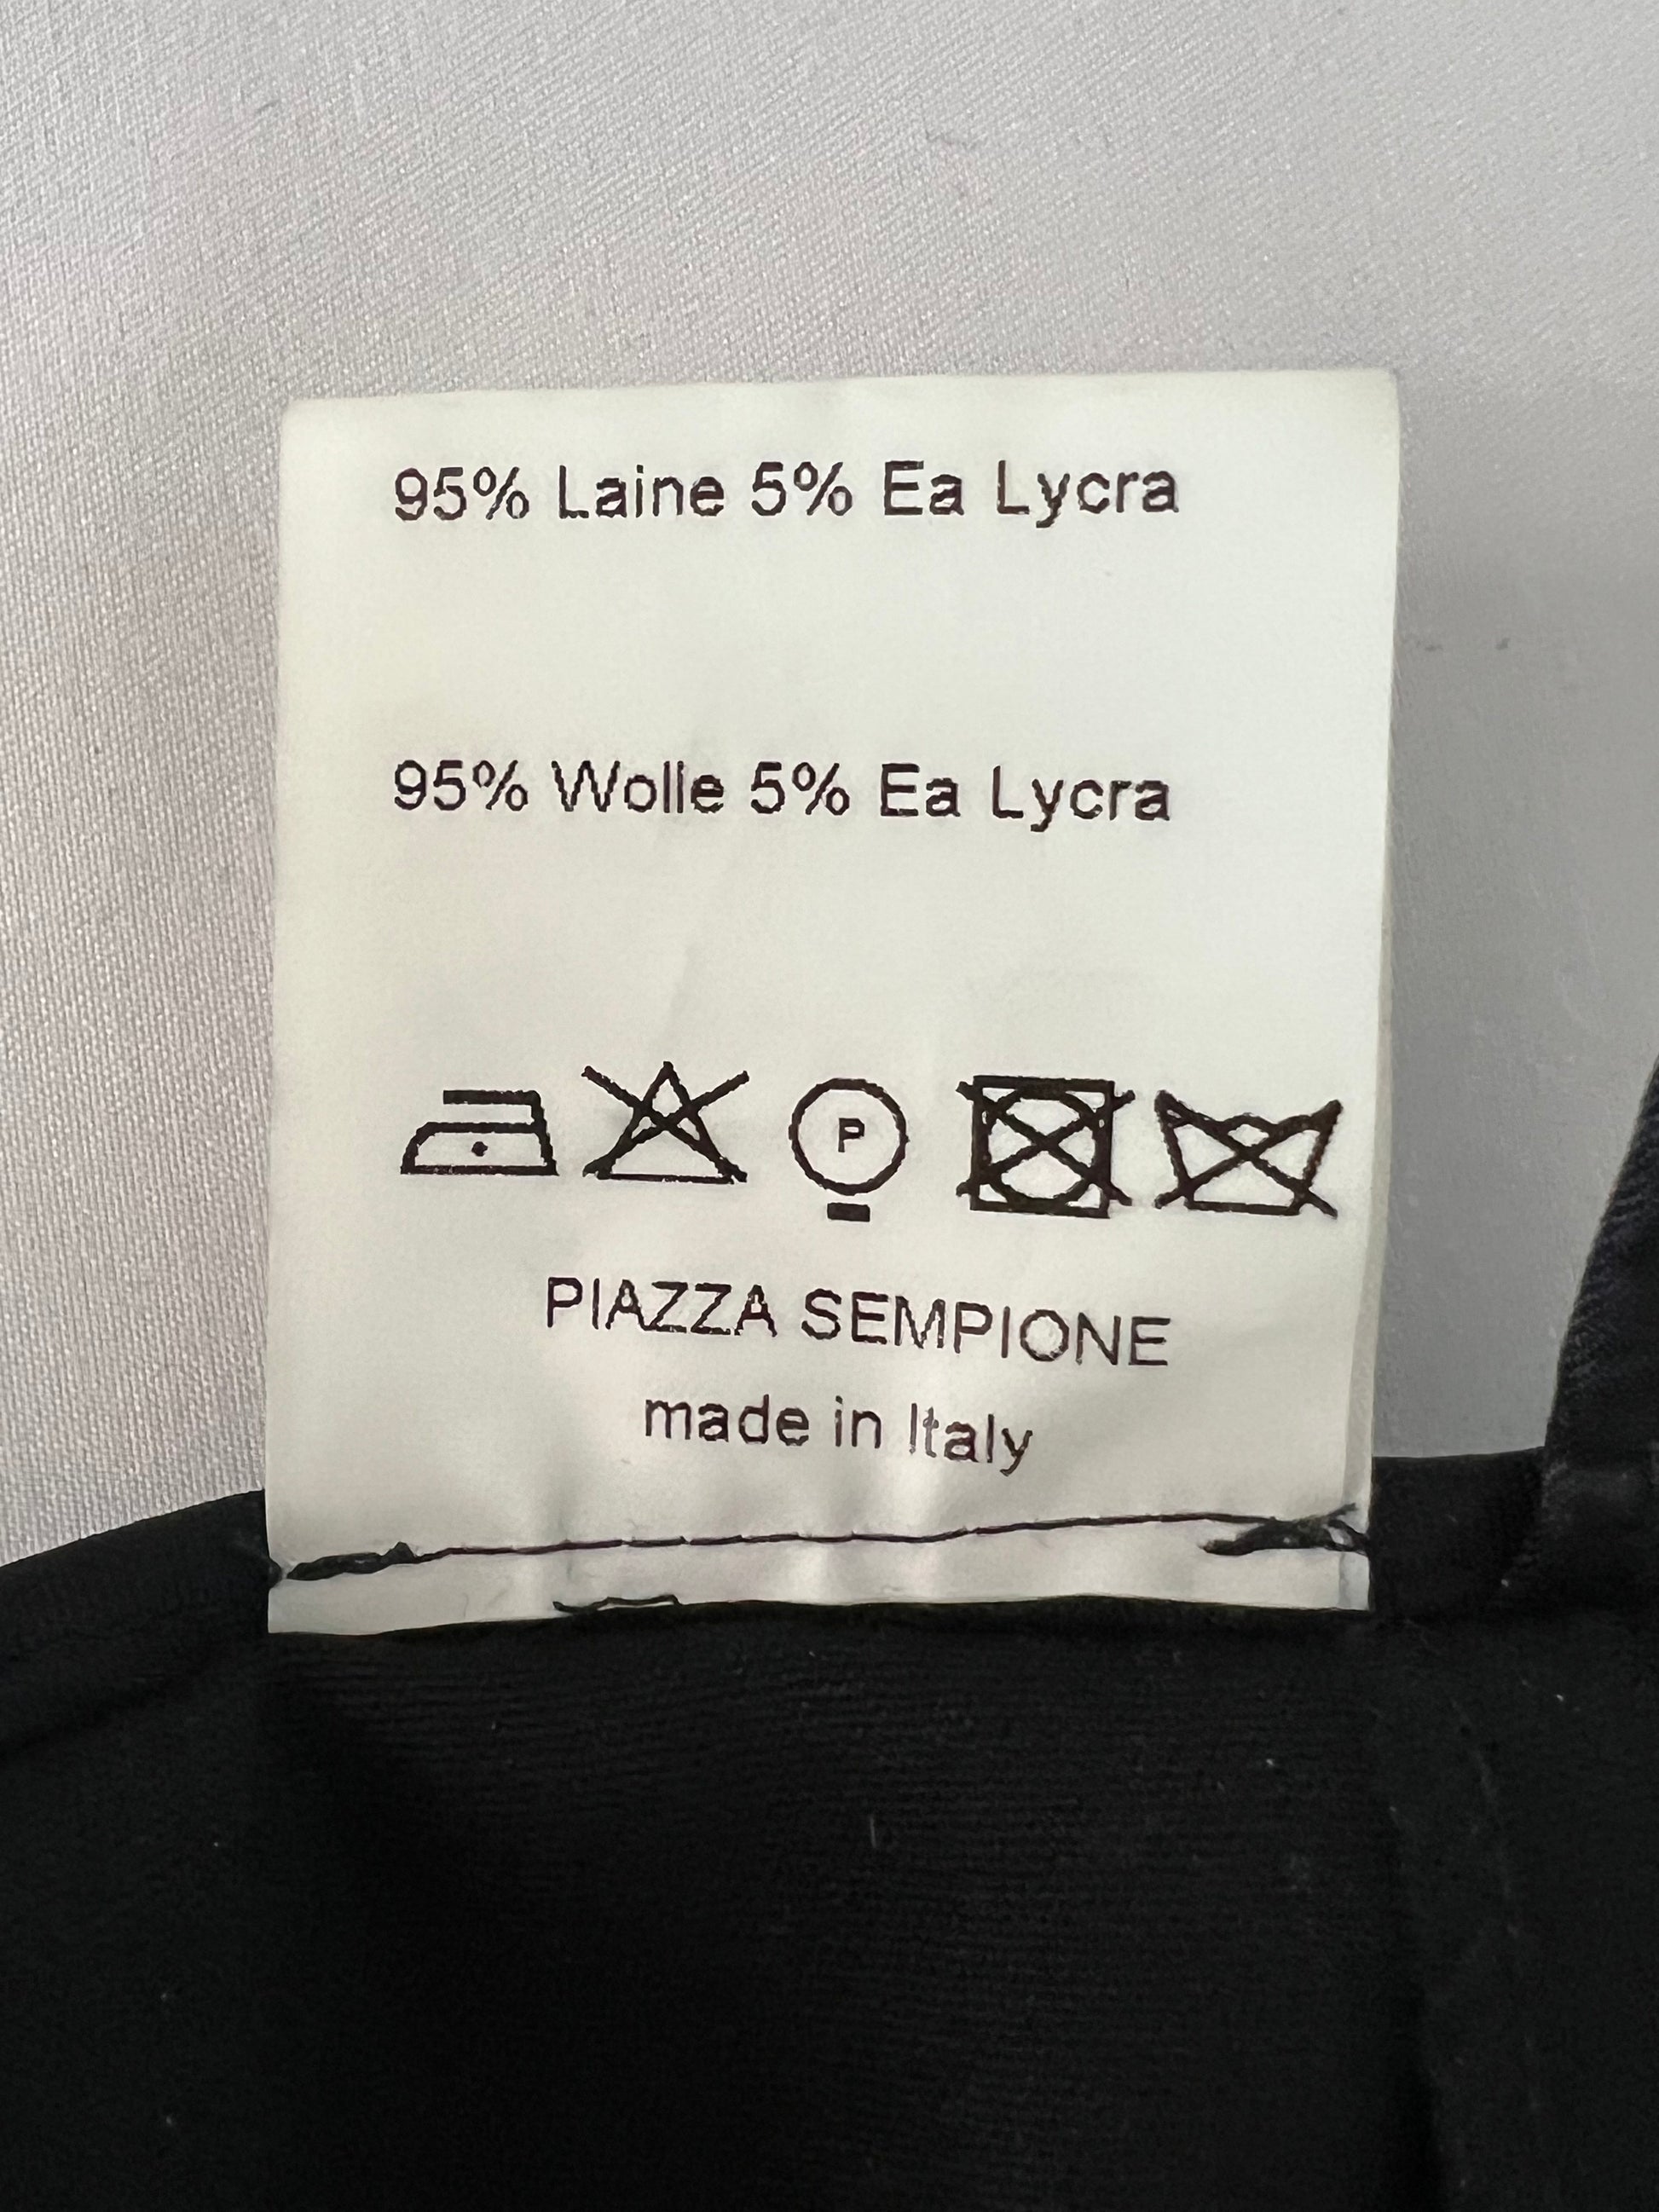 95% Laine 5% Ea Lycra
95% Wolle 5% Ea Lycra
P
PIAZZA SEMPIONE
made in Italy